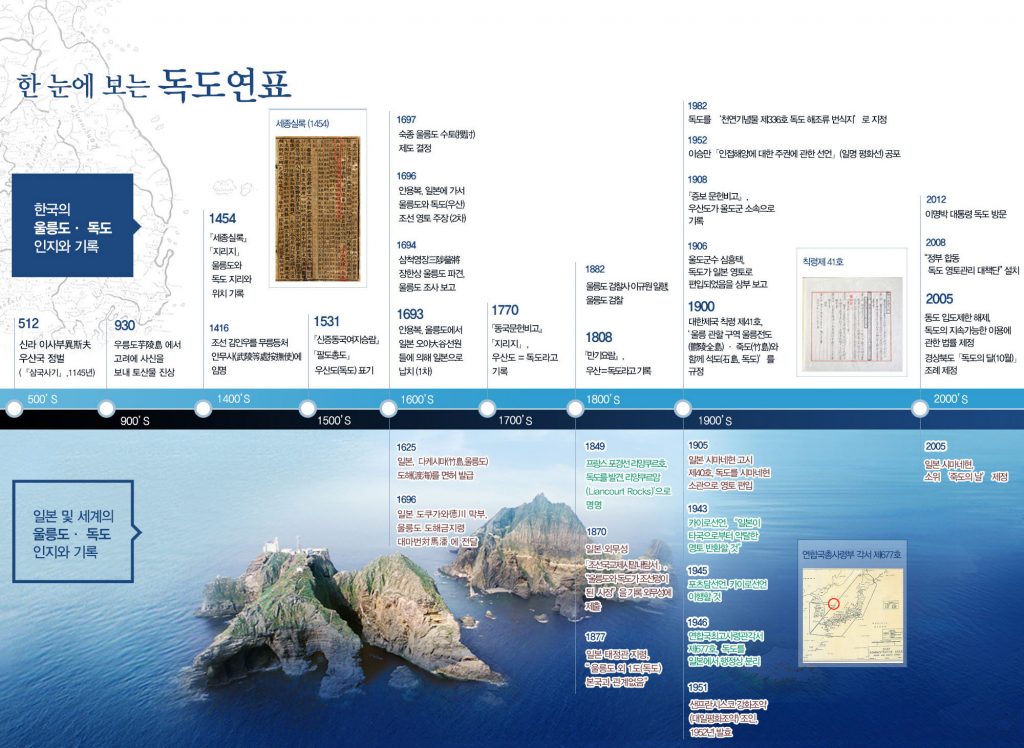 한 눈에 보는 독도연표
한국의
울릉도 · 독도
인지와 기록
512
신라 이사부異斯夫
우산국 정벌
(『삼국사기』,1145년)
930
우릉도芋陵島 에서
고려에 사신을
보내 토산물 진상
1454
『세종실록』
「지리지」
울릉도와
독도 지리와
위치 기록
1416
조선 김인우를 무릉등처
안무사(武陵等處按撫使)에
임명
세종실록 (1454)
1531
『신증동국여지승람』
「팔도총도」
우산도(독도) 표기
1697
숙종 울릉도 수토(搜討)
제도 결정
1696
안용복, 일본에 가서
울릉도와 독도(우산)
조선 영토 주장 (2차)
1694
삼척영장三陟營將
장한상 울릉도 파견,
울릉도 조사 보고
1693
안용복, 울릉도에서
일본 오야大谷선원
들에 의해 일본으로
납치 (1차)
1770
『동국문헌비고』
「지리지」,
우산도 = 독도라고
기록
1882
울릉도 검찰사 이규원 일행,
울릉도 검찰
1808
『만기요람』,
우산=독도라고 기록
1982
독도를 '천연기념물 제336호 독도 해조류 번식지' 로 지정
1952
이승만 「인접해양에 대한 주권에 관한 선언」(일명 평화선) 공포
1908
『증보 문헌비고』,
우산도가 울도군 소속으로
기록
1906
울도군수 심흥택,
독도가 일본 영토로
편입되었음을 상부 보고
1900
대한제국 칙령 제41호,
'울릉 관할 구역 울릉전도
(鬱陵全島) · 죽도(竹島)와
함께 석도(石島, 독도)' 를
규정
칙령제 41호
2012
이명박 대통령 독도 방문
2008
"정부 합동
독도 영토관리 대책단" 설치
2005
동도 입도제한 해제,
독도의 지속가능한 이용에
관한 법률 제정
경상북도 「독도의 달(10월)」
조례 제정
500' S
900' S
1400' S
1500' S
1600' S
1700' S
1800' S
1900' S
2000' S
일본 및 세계의
울릉도 · 독도
인지와 기록
1625
일본, 다케시마(竹島,울릉도)
도해(渡海)를 면허 발급
1696
일본 도쿠가와德川 막부,
울릉도 도해금지령
대마번対馬藩 에 전달
1849
프랑스 포경선 리앙쿠르호,
독도를 발견, 리앙쿠르암
(Liancourt Rocks)'으로
명명
1870
일본 외무성
「조선국교제시말내탐서」,
"울릉도와 독도가 조선령이
된 사정" 을 기록 외무성에
제출
1877
일본 태정관 지령,
"울릉도 외 1도(독도)
본국과 관계없음"
1905
일본 시마네현 고시
제40호, 독도를 시마네현
소관으로 영토 편입
1943
카이로선언, "일본이
타국으로부터 약탈한
영토 반환할 것"
1945
포츠담선언, 카이로선언
이행할 것
1946
연합국최고사령관각서
제677호, 독도를
일본에서 행정상 분리
1951
샌프란시스코 강화조약
(대일평화조약) 조인,
1952년 발효
연합국총사령부 각서 제677호
2005
일본 시마네현,
소위 '죽도의 날' 제정